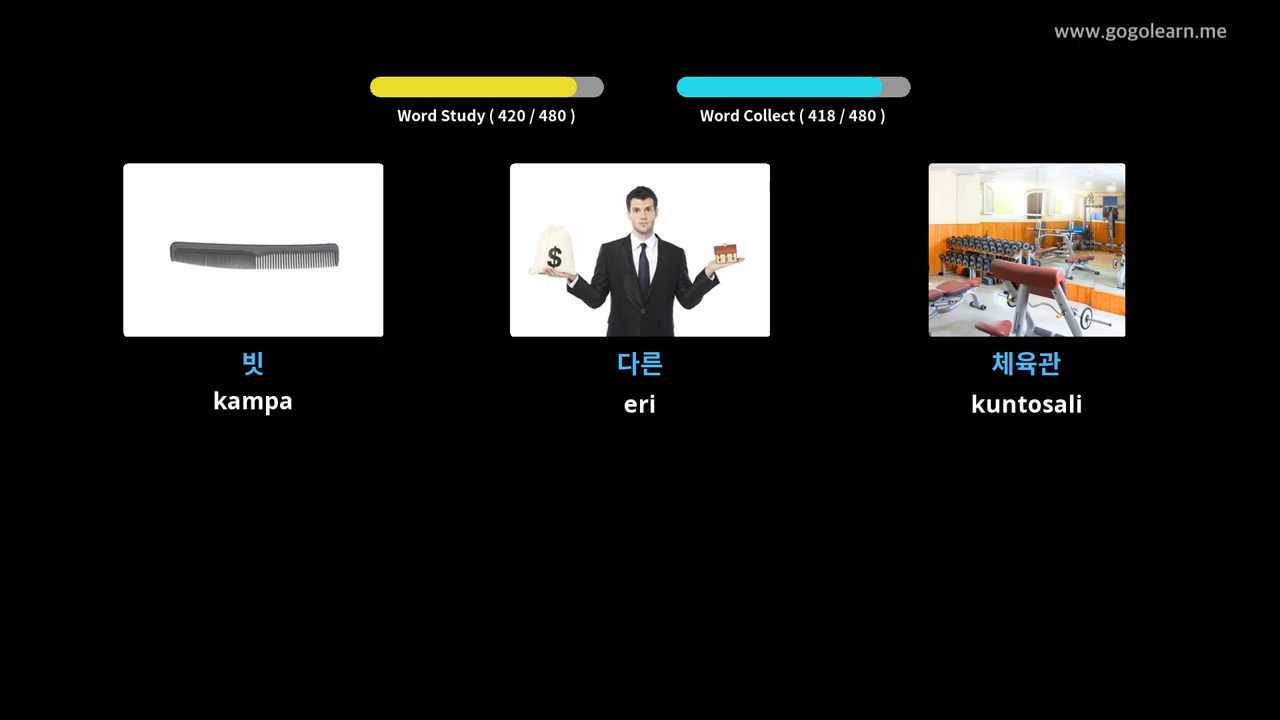 www.gogolearn.me
Word Study ( 420 / 480 )
Word Collect ( 418 / 480 )
$
빗
다른
체육관
kampa
eri
kuntosali